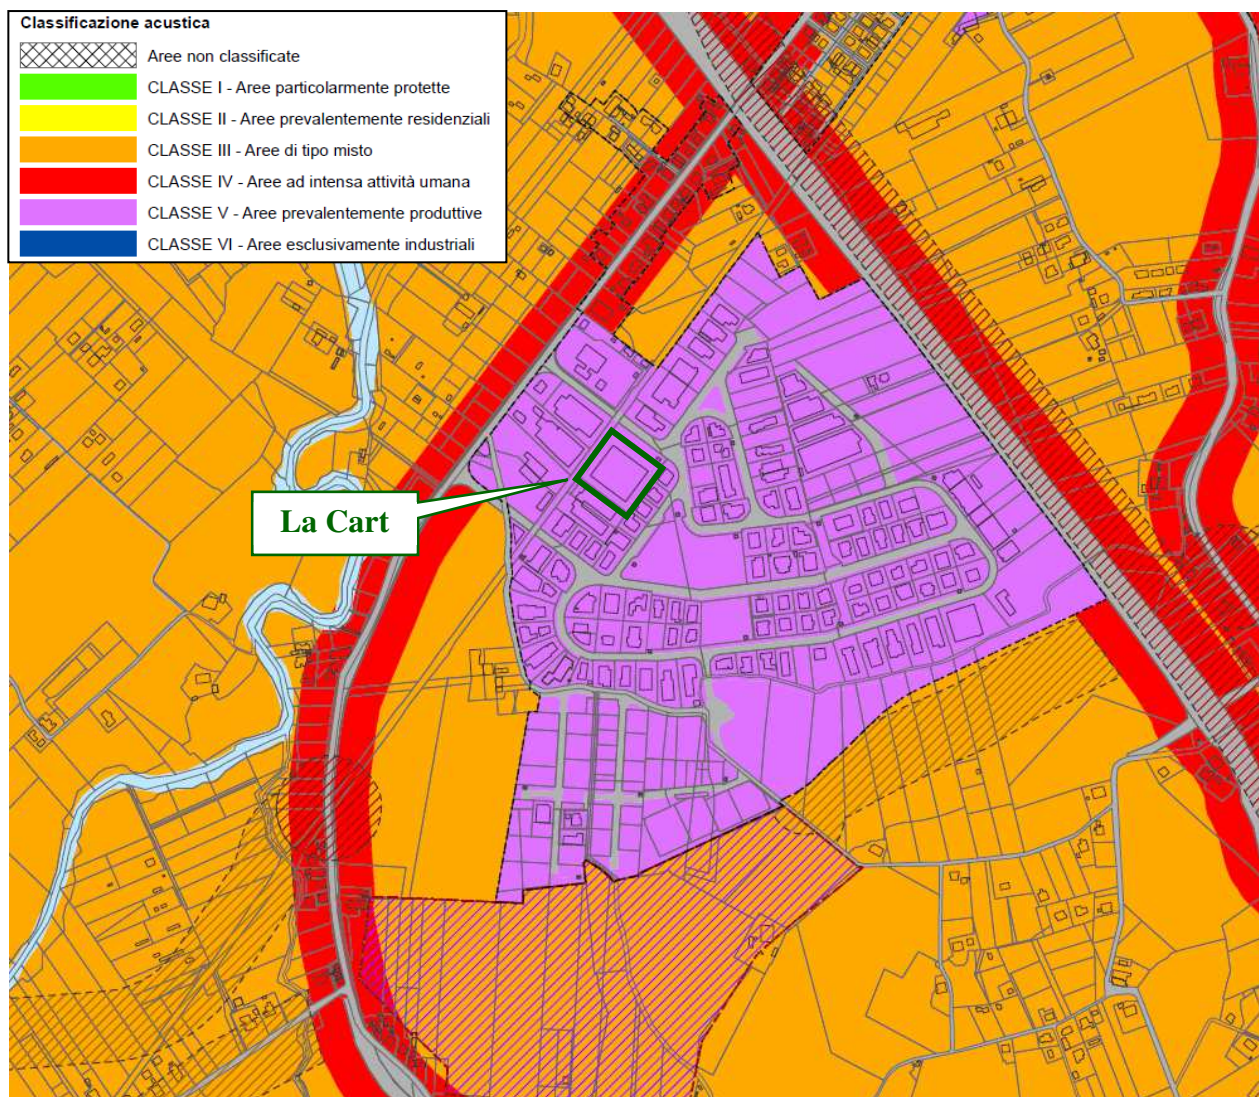 Classificazione acustica
Aree non classificate
CLASSE I - Aree particolarmente protette
CLASSE II - Aree prevalentemente residenziali
CLASSE III - Aree di tipo misto
CLASSE IV - Aree ad intensa attività umana
CLASSE V - Aree prevalentemente produttive
CLASSE VI - Aree esclusivamente industriali
La Cart